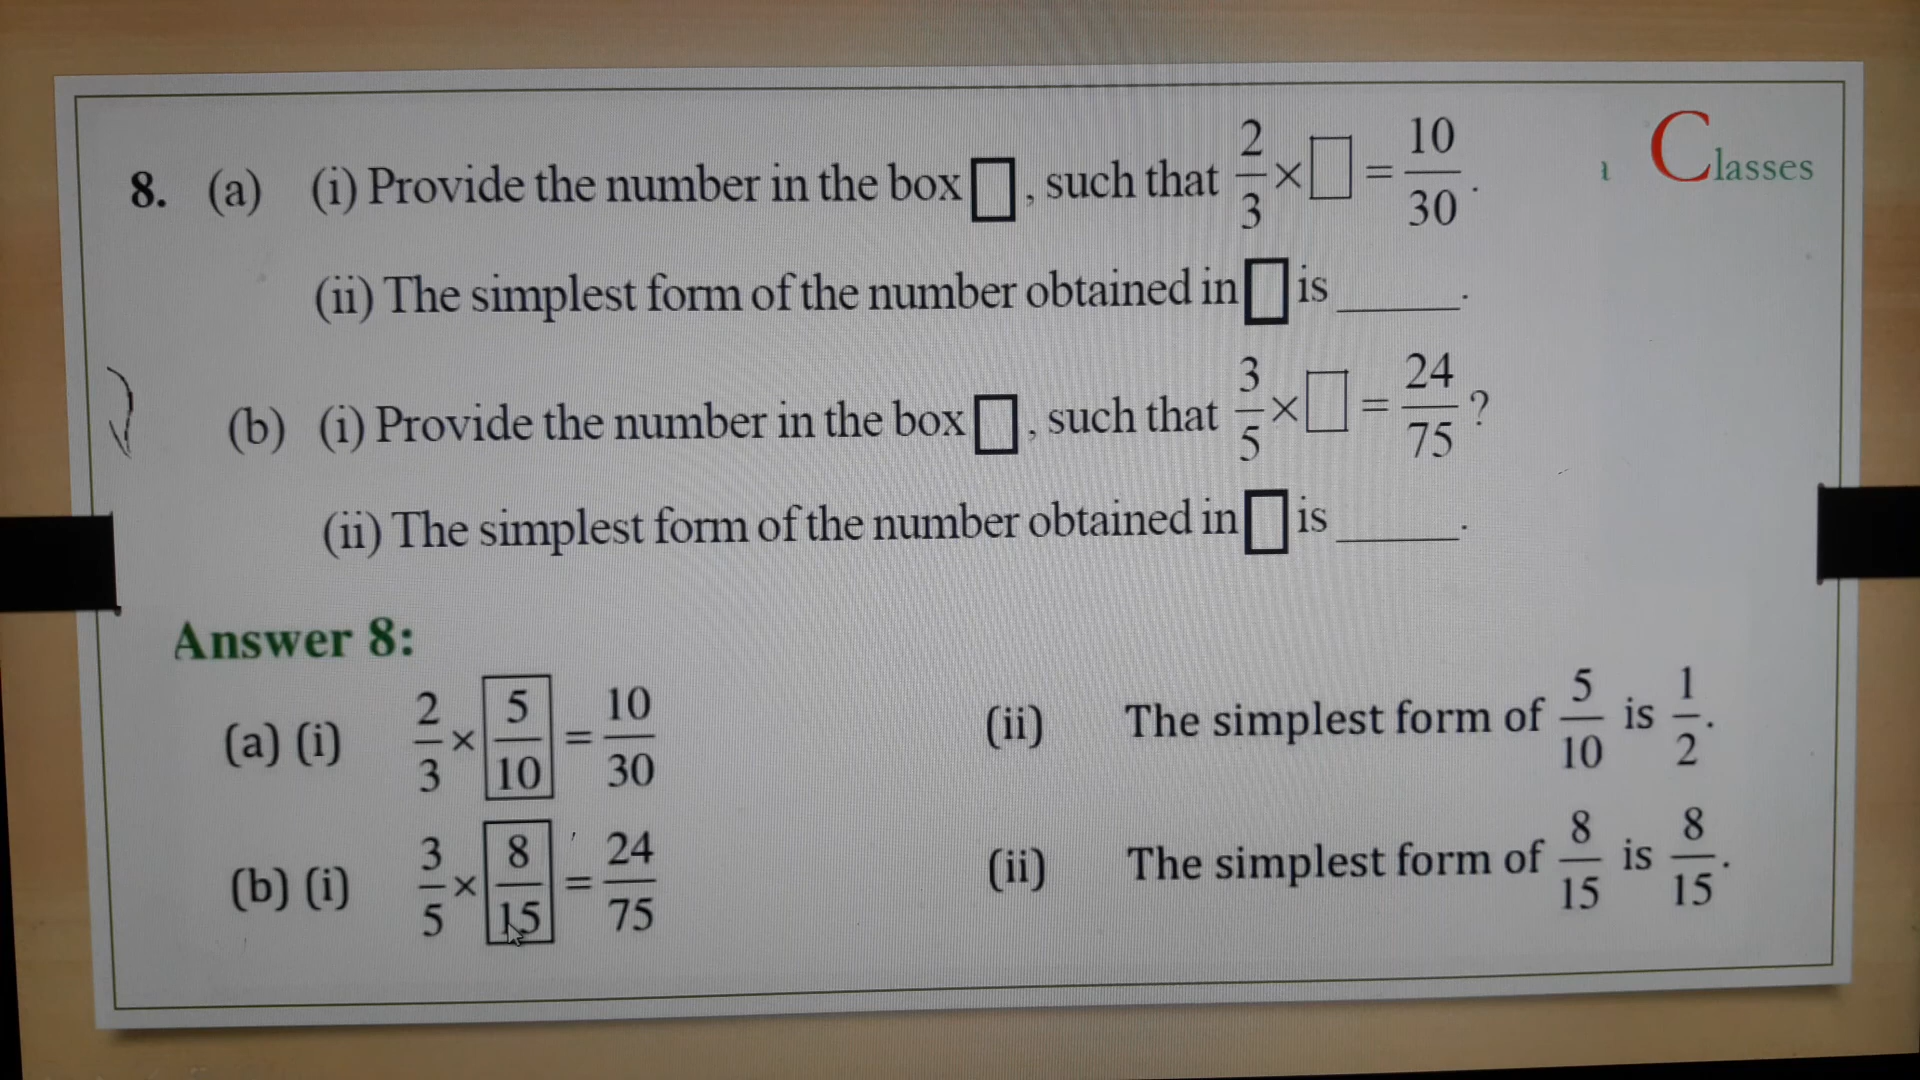 8. (a) (i) Provide the number in the box □, such that 2/3 × □ = 10/30.
Classes
(ii) The simplest form of the number obtained in □ is ______.
(b) (i) Provide the number in the box □, such that 3/5 × □ = 24/75 ?
(ii) The simplest form of the number obtained in □ is ______.
Answer 8:
(a) (i) 2/3 × 5/10 = 10/30 (ii) The simplest form of 5/10 is 1/2.
(b) (i) 3/5 × 8/15 = 24/75 (ii) The simplest form of 8/15 is 8/15.